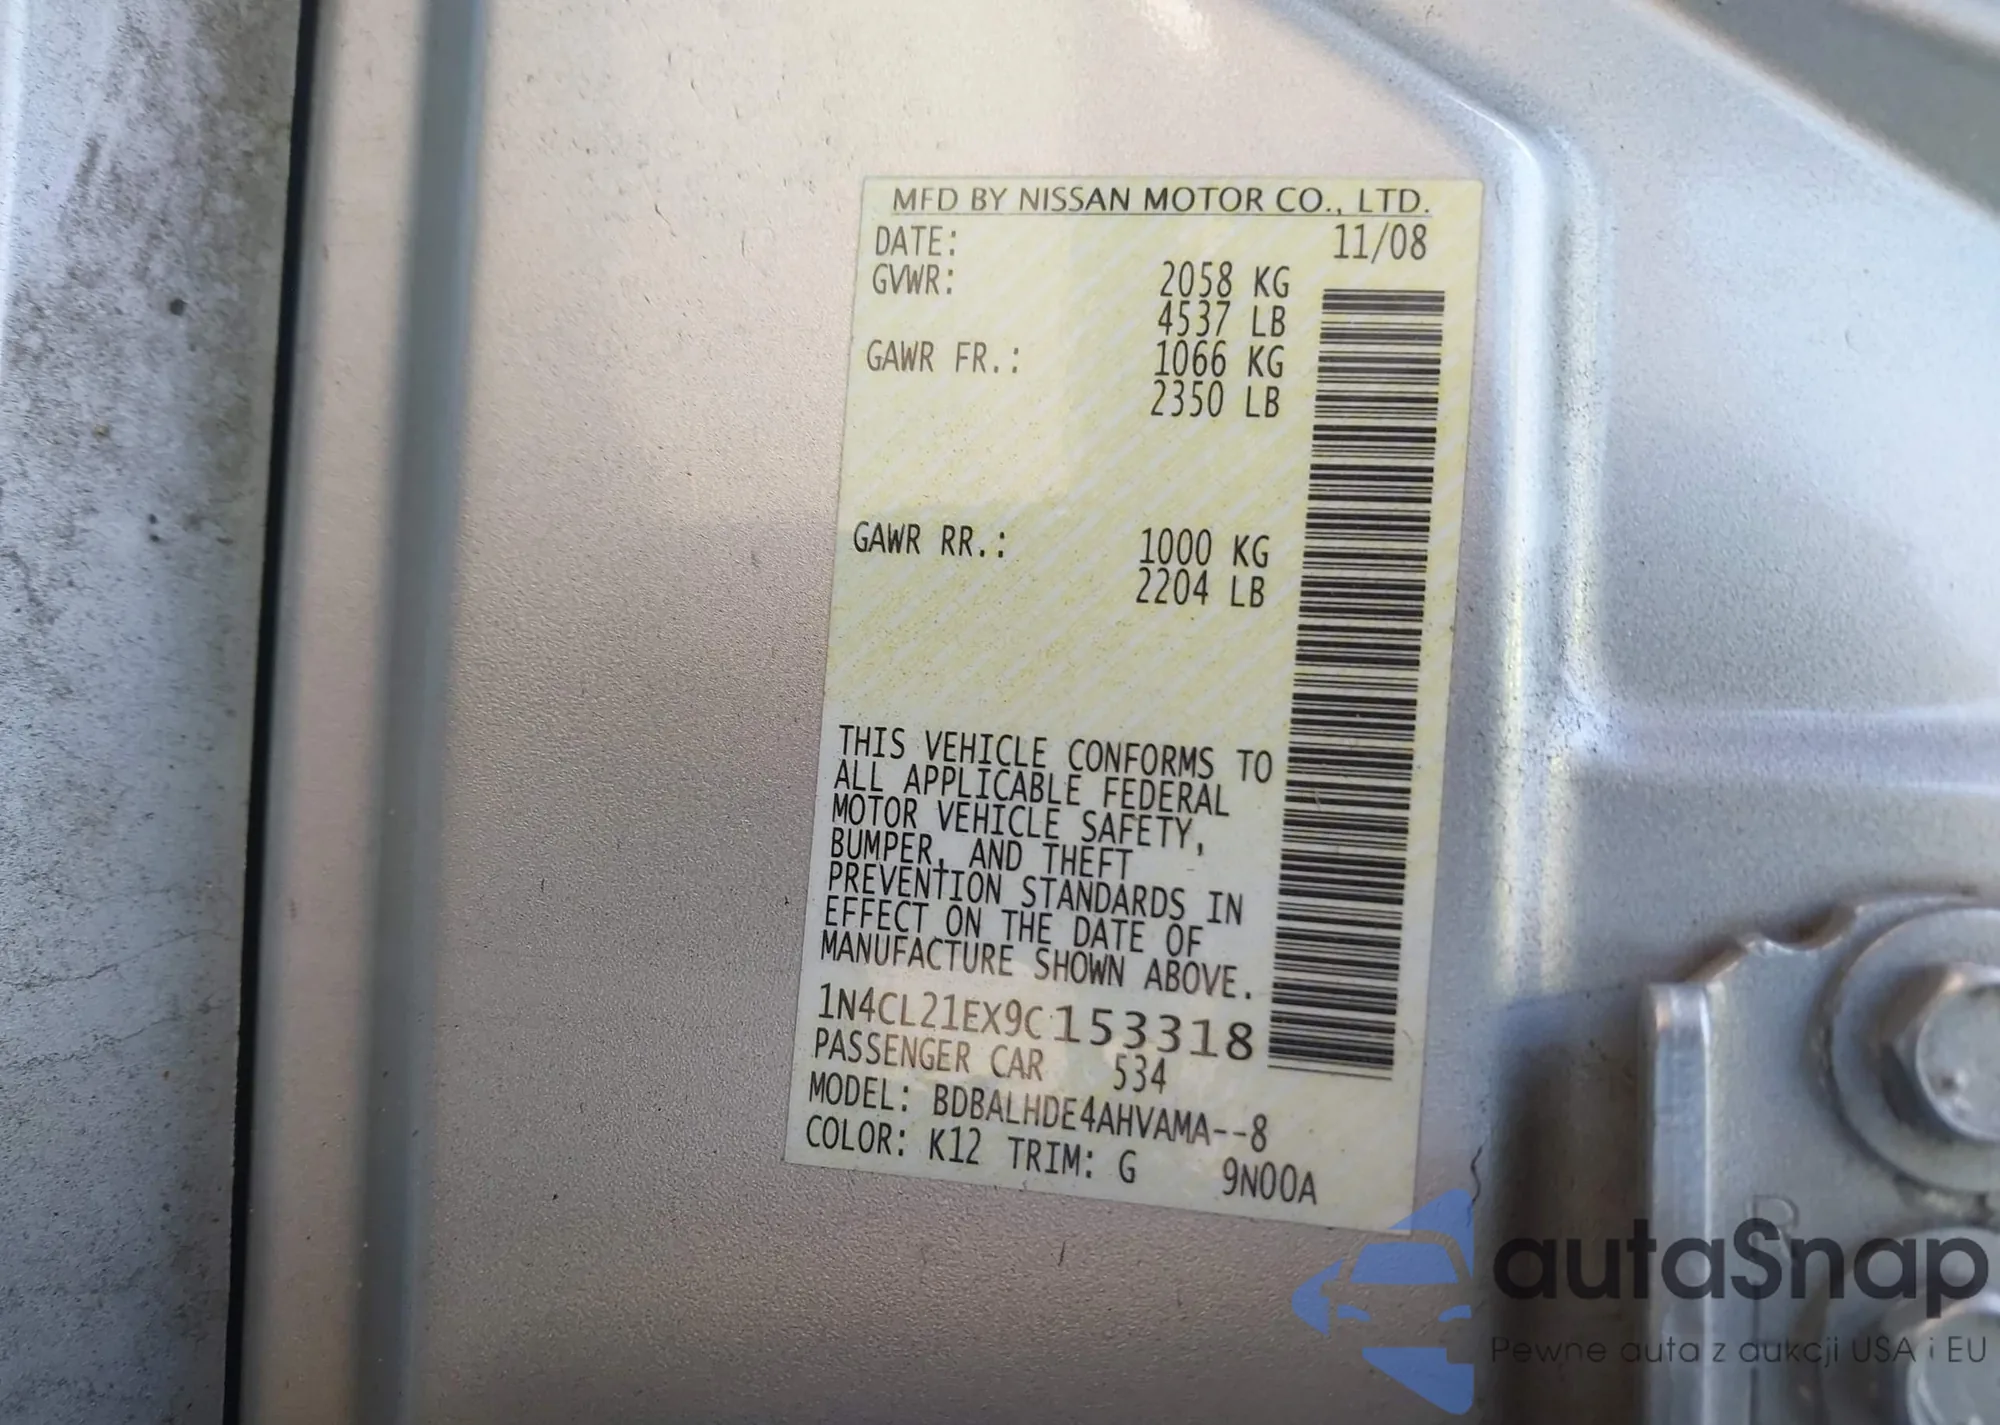 MFD BY NISSAN MOTOR CO., LTD.
DATE: 11/08
GVWR: 2058 KG
4537 LB
GAWR FR.: 1066 KG
2350 LB
GAWR RR.: 1000 KG
2204 LB
THIS VEHICLE CONFORMS TO
ALL APPLICABLE FEDERAL
MOTOR VEHICLE SAFETY,
BUMPER, AND THEFT
PREVENTION STANDARDS IN
EFFECT ON THE DATE OF
MANUFACTURE SHOWN ABOVE.
1N4CL21EX9C153318
PASSENGER CAR 534
MODEL: BDBALHDE4AHVAMA--8
COLOR: K12 TRIM: G 9N00A
R
autaSnap
Pewne auta z aukcji USA i EU